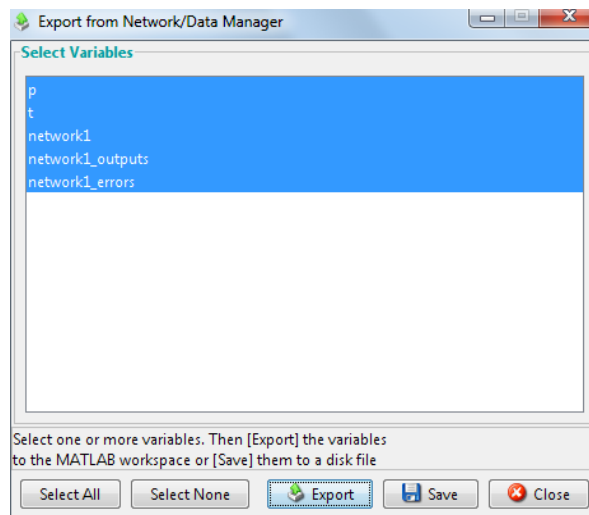 Export from Network/Data Manager
Select Variables
p
t
network1
network1_outputs
network1_errors
Select one or more variables. Then [Export] the variables
to the MATLAB workspace or [Save] them to a disk file
Select All Select None Export Save Close